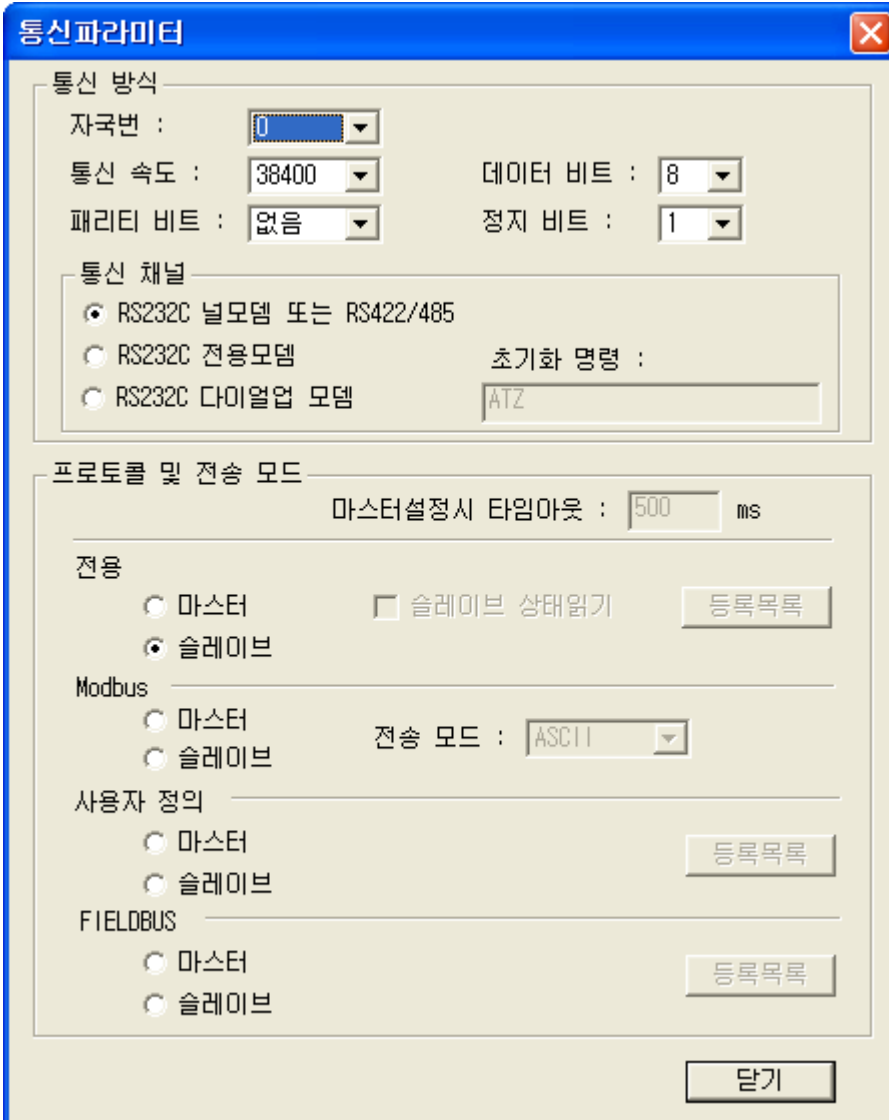 통신파라미터
통신 방식
자국번 : 0
통신 속도 : 38400 데이터 비트 : 8
패리티 비트 : 없음 정지 비트 : 1
통신 채널
RS232C 널모뎀 또는 RS422/485
RS232C 전용모뎀 초기화 명령 :
RS232C 다이얼업 모뎀 ATZ
프로토콜 및 전송 모드
마스터설정시 타임아웃 : 500 ms
전용
마스터 슬레이브 상태읽기 등록목록
슬레이브
Modbus
마스터
전송 모드 : ASCII
슬레이브
사용자 정의
마스터
등록목록
슬레이브
FIELDBUS
마스터
등록목록
슬레이브
닫기